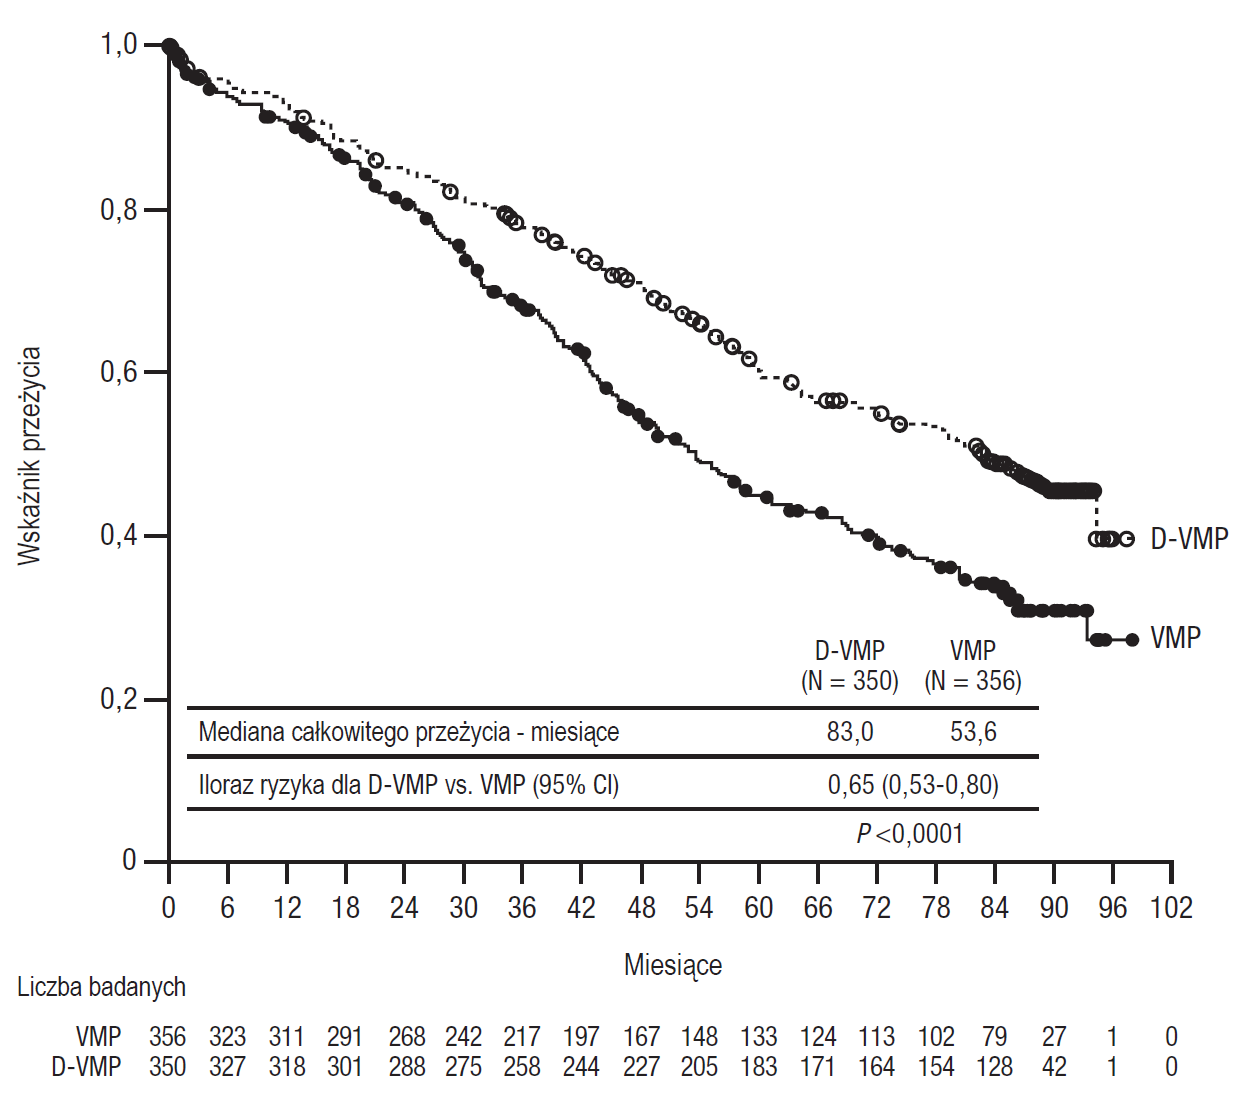 Wskaźnik przeżycia
1,0
0,8
0,6
0,4
0,2
0
D-VMP
VMP
D-VMP VMP
(N = 350) (N = 356)
Mediana całkowitego przeżycia - miesiące 83,0 53,6
Iloraz ryzyka dla D-VMP vs. VMP (95% CI) 0,65 (0,53-0,80)
P <0,0001
0 6 12 18 24 30 36 42 48 54 60 66 72 78 84 90 96 102
Miesiące
Liczba badanych
VMP 356 323 311 291 268 242 217 197 167 148 133 124 113 102 79 27 1 0
D-VMP 350 327 318 301 288 275 258 244 227 205 183 171 164 154 128 42 1 0